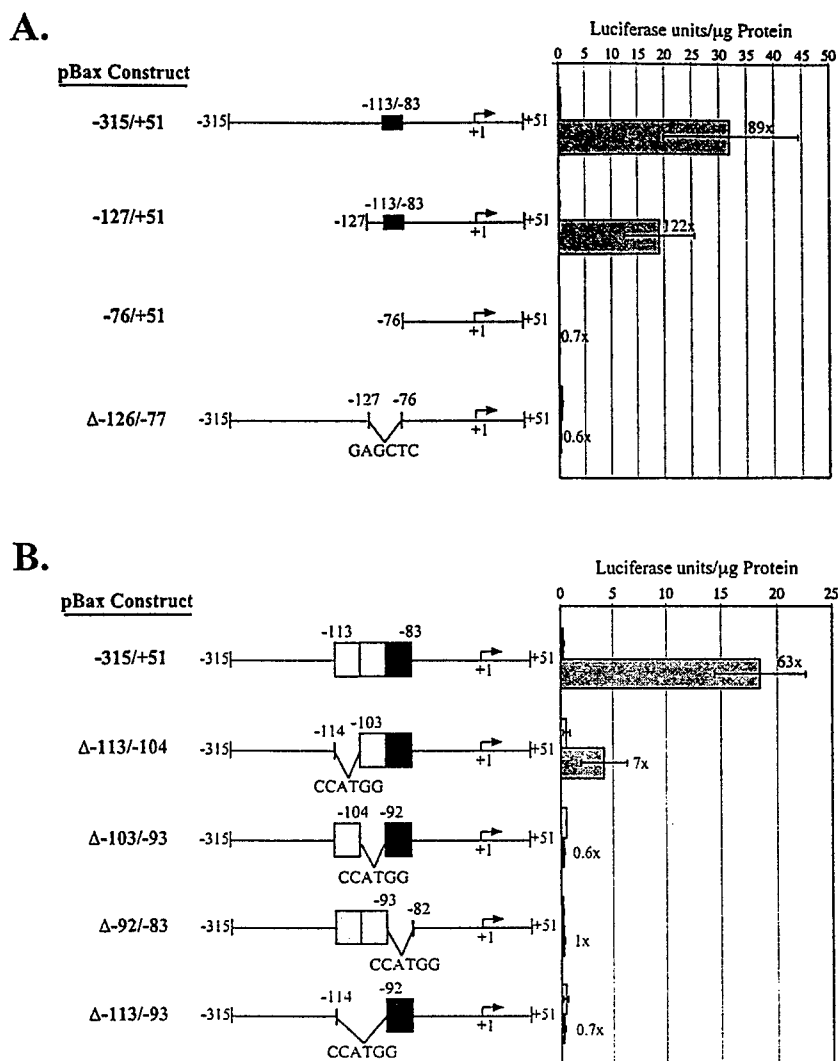 A.
Luciferase units/µg Protein
pBax Construct
0 5 10 15 20 25 30 35 40 45 50
-315/+51 -315 -113/-83 +1 +51 89x
-127/+51 -127 -113/-83 +1 +51 122x
-76/+51 -76 +1 +51 0.7x
Δ-126/-77 -315 -127 -76 +1 +51 0.6x
GAGCTC
B.
Luciferase units/µg Protein
pBax Construct
0 5 10 15 20 25
-315/+51 -315 -113 -83 +1 +51 63x
Δ-113/-104 -315 -114 -103 +1 +51 7x
CCATGG
Δ-103/-93 -315 -104 -92 +1 +51 0.6x
CCATGG
Δ-92/-83 -315 -93 -82 +1 +51 1x
CCATGG
Δ-113/-93 -315 -114 -92 +1 +51 0.7x
CCATGG